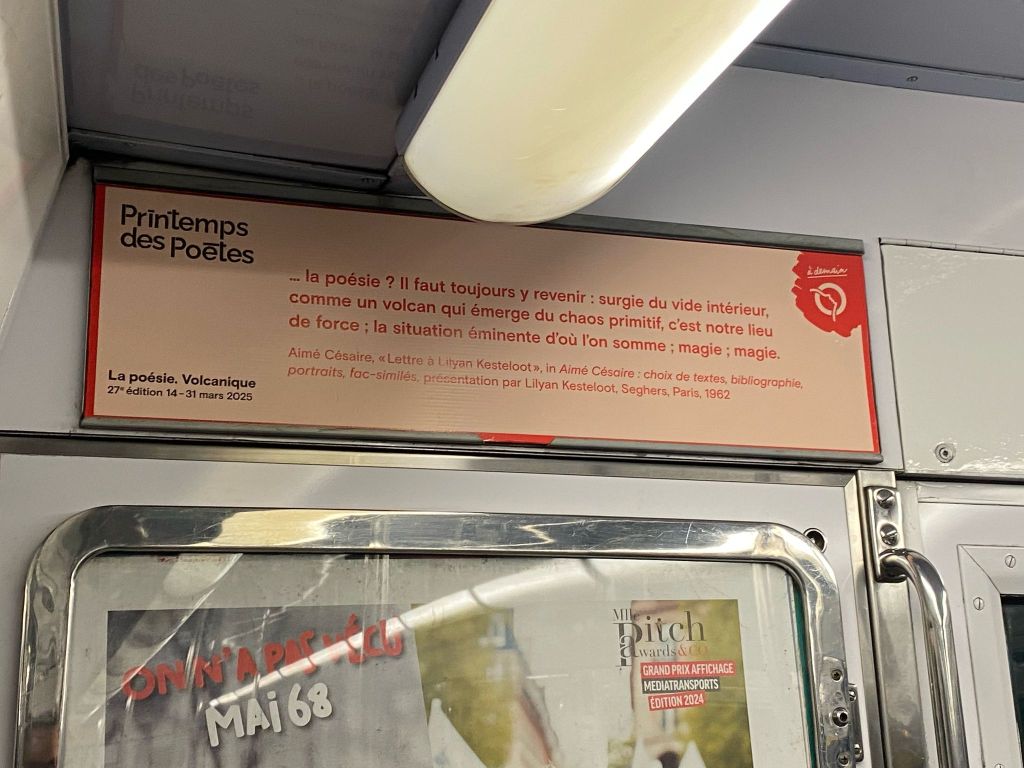 Printemps
des Poētes
… la poésie ? Il faut toujours y revenir : surgie du vide intérieur,
comme un volcan qui émerge du chaos primitif, c'est notre lieu
de force ; la situation éminente d'où l'on somme ; magie ; magie.
Aimé Césaire, « Lettre à Lilyan Kesteloot », in Aimé Césaire : choix de textes, bibliographie,
portraits, fac-similés, présentation par Lilyan Kesteloot, Seghers, Paris, 1962
La poésie. Volcanique
27e édition 14 – 31 mars 2025
à demain
ON N'A PAS VÉCU
MAI 68
Mlle
Pitch
Awards &CO
GRAND PRIX AFFICHAGE
MEDIATRANSPORTS
ÉDITION 2024